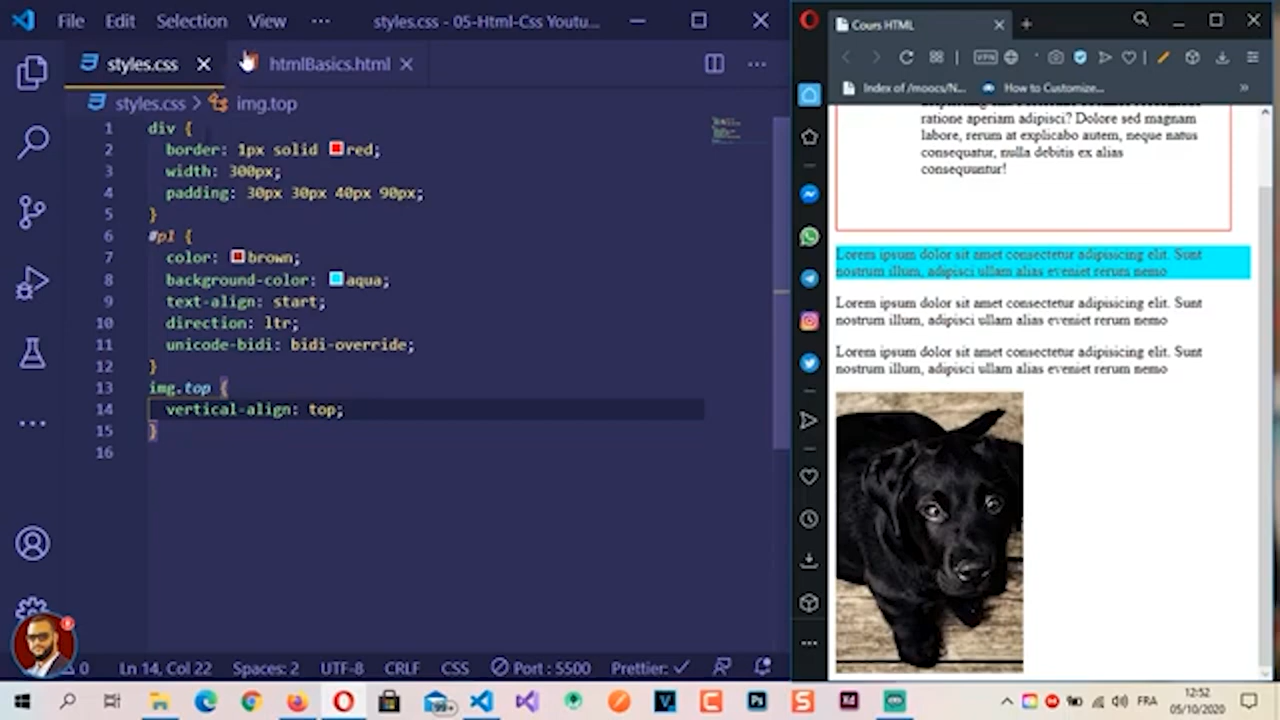 File Edit Selection View ··· styles.css - 05-Html-Css Youtu...
styles.css htmlBasics.html
styles.css > img.top
1 div {
2 border: 1px solid red;
3 width: 300px;
4 padding: 30px 30px 40px 90px;
5 }
6 #p1 {
7 color: brown;
8 background-color: aqua;
9 text-align: start;
10 direction: ltr;
11 unicode-bidi: bidi-override;
12 }
13 img.top {
14 vertical-align: top;
15 }
16
0 Ln 14, Col 22 Spaces: 2 UTF-8 CRLF CSS Port : 5500 Prettier: ✓
Cours HTML
VPN
Index of /moocs/N... How to Customize... »
ratione aperiam adipisci? Dolore sed magnam
labore, rerum at explicabo autem, neque natus
consequatur, nulla debitis ex alias
consequuntur!
Lorem ipsum dolor sit amet consectetur adipisicing elit. Sunt
nostrum illum, adipisci ullam alias eveniet rerum nemo
Lorem ipsum dolor sit amet consectetur adipisicing elit. Sunt
nostrum illum, adipisci ullam alias eveniet rerum nemo
Lorem ipsum dolor sit amet consectetur adipisicing elit. Sunt
nostrum illum, adipisci ullam alias eveniet rerum nemo
99+ FRA 12:52
05/10/2020